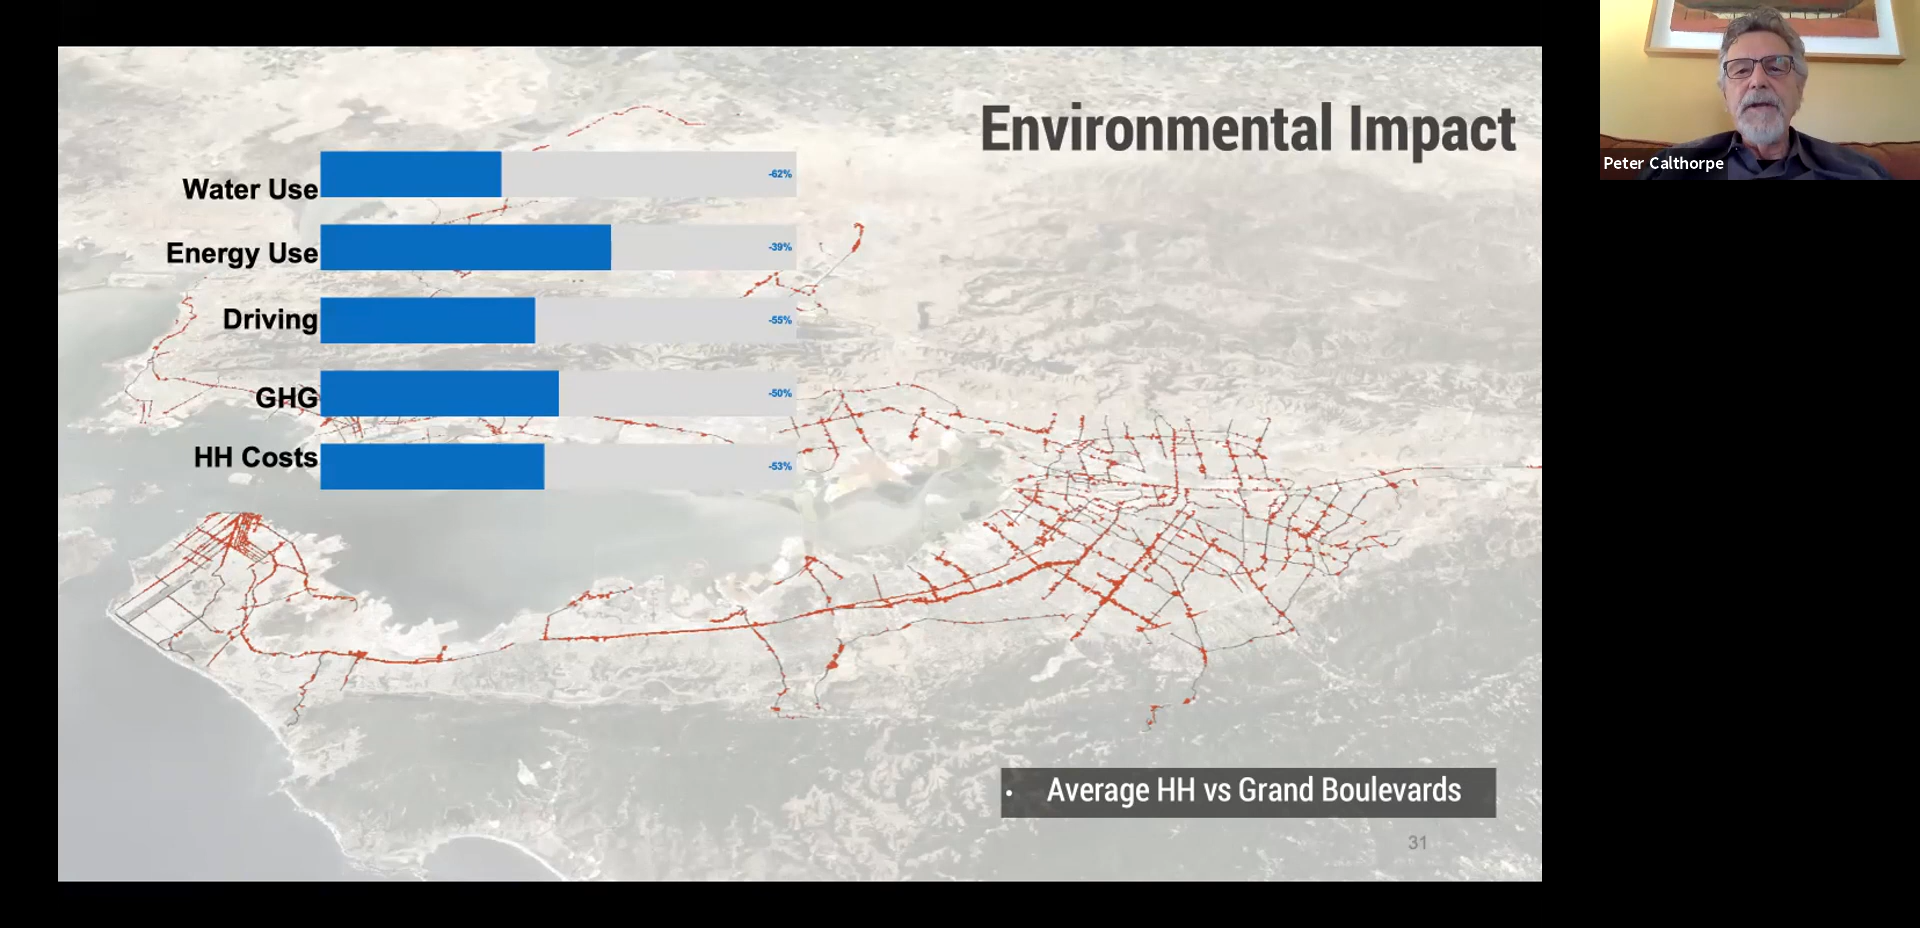 Environmental Impact
Water Use
-62%
Energy Use
-39%
Driving
-55%
GHG
-50%
HH Costs
-53%
• Average HH vs Grand Boulevards
31
Peter Calthorpe